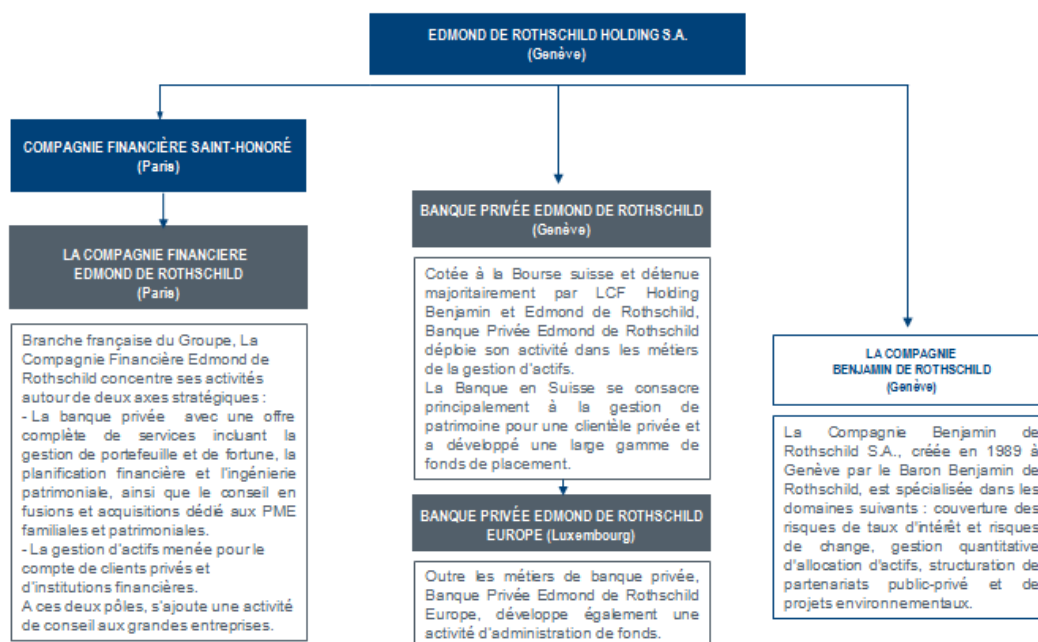 EDMOND DE ROTHSCHILD HOLDING S.A.
(Genève)
COMPAGNIE FINANCIÈRE SAINT-HONORÉ
(Paris)
LA COMPAGNIE FINANCIERE
EDMOND DE ROTHSCHILD
(Paris)
Branche française du Groupe, La
Compagnie Financière Edmond de
Rothschild concentre ses activités
autour de deux axes stratégiques :
- La banque privée avec une offre
complète de services incluant la
gestion de portefeuille et de fortune, la
planification financière et l'ingénierie
patrimoniale, ainsi que le conseil en
fusions et acquisitions dédié aux PME
familiales et patrimoniales.
- La gestion d'actifs menée pour le
compte de clients privés et
d'institutions financières.
A ces deux pôles, s'ajoute une activité
de conseil aux grandes entreprises.
BANQUE PRIVÉE EDMOND DE ROTHSCHILD
(Genève)
Cotée à la Bourse suisse et détenue
majoritairement par LCF Holding
Benjamin et Edmond de Rothschild,
Banque Privée Edmond de Rothschild
déploie son activité dans les métiers
de la gestion d'actifs.
La Banque en Suisse se consacre
principalement à la gestion de
patrimoine pour une clientèle privée et
a développé une large gamme de
fonds de placement.
BANQUE PRIVÉE EDMOND DE ROTHSCHILD
EUROPE (Luxembourg)
Outre les métiers de banque privée,
Banque Privée Edmond de Rothschild
Europe, développe également une
activité d'administration de fonds.
LA COMPAGNIE
BENJAMIN DE ROTHSCHILD
(Genève)
La Compagnie Benjamin de
Rothschild S.A., créée en 1989 à
Genève par le Baron Benjamin de
Rothschild, est spécialisée dans les
domaines suivants : couverture des
risques de taux d'intérêt et risques
de change, gestion quantitative
d'allocation d'actifs, structuration de
partenariats public-privé et de
projets environnementaux.